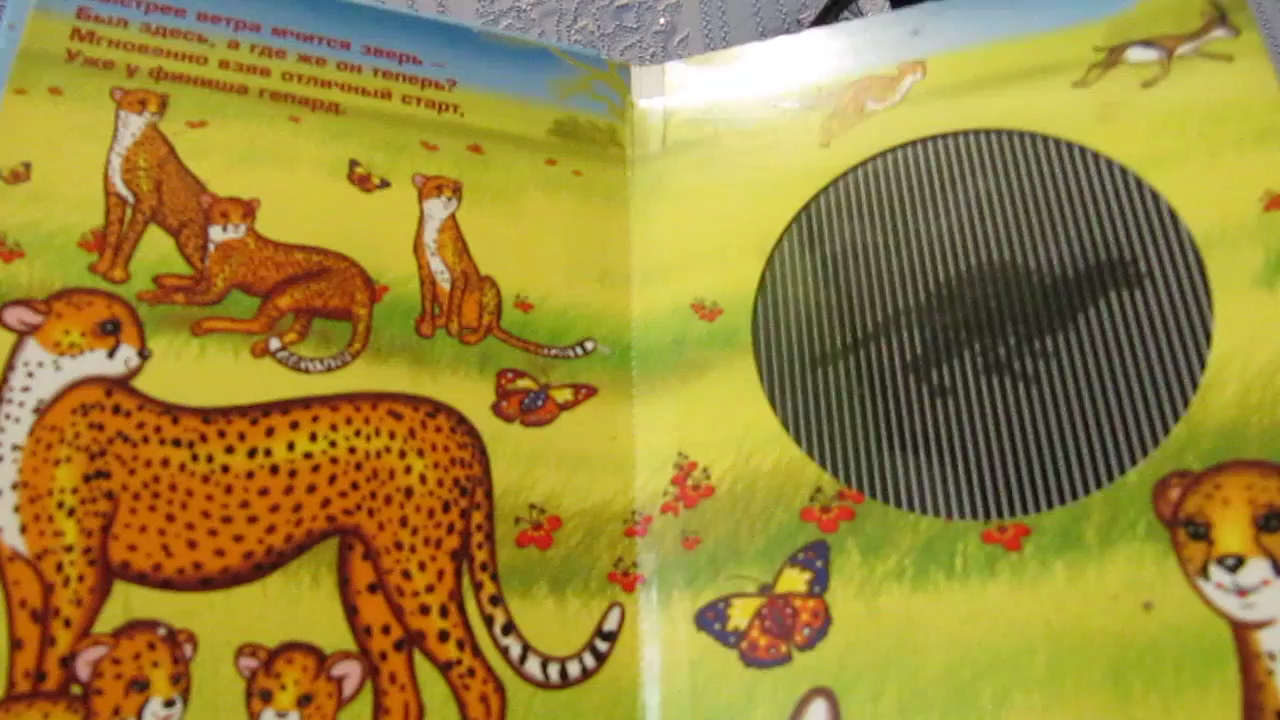 Быстрее ветра мчится зверь –
Был здесь, а где же он теперь?
Мгновенно взяв отличный старт,
Уже у финиша гепард.